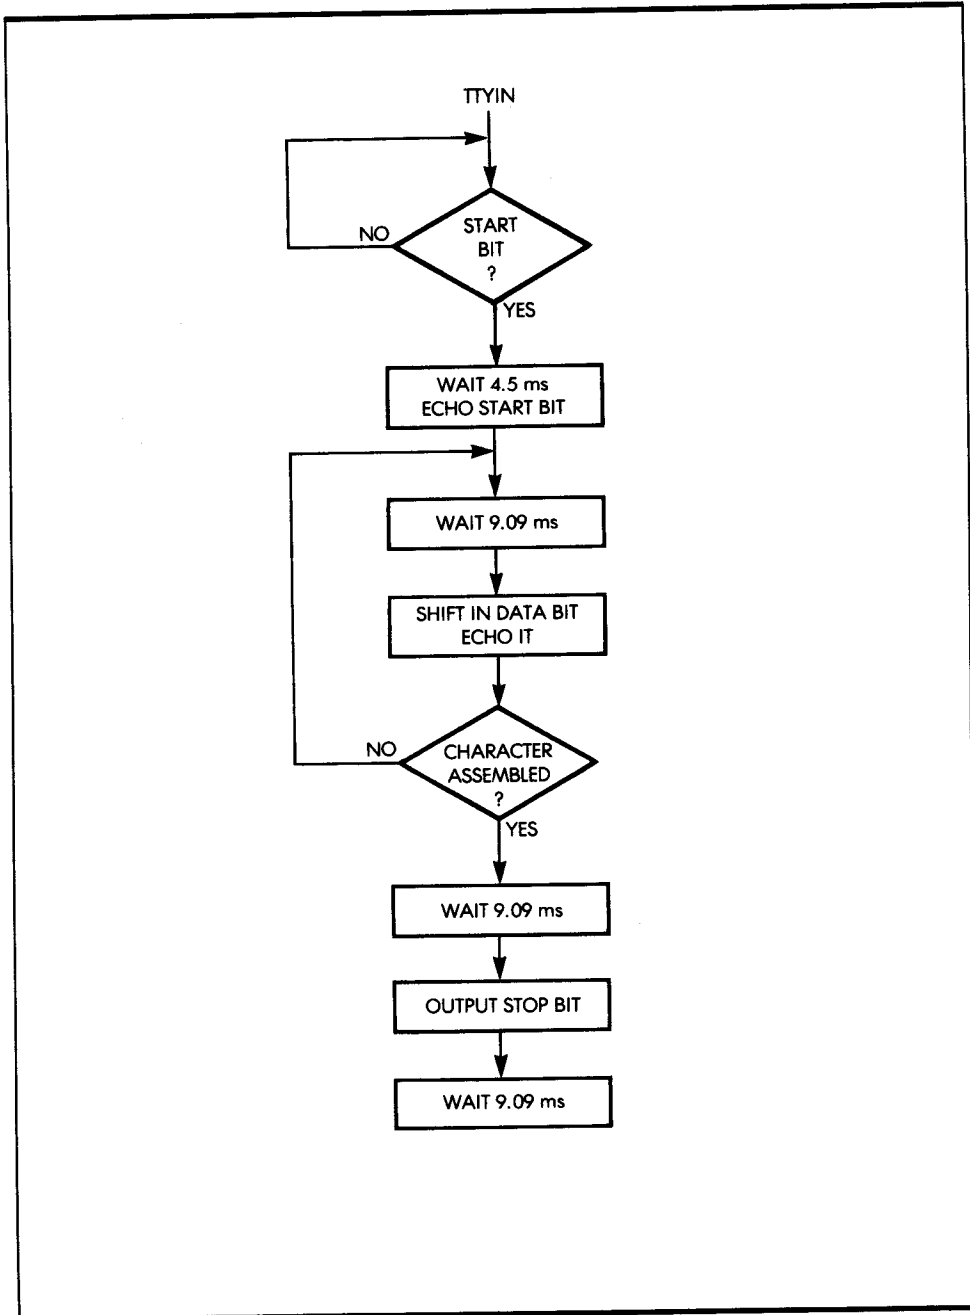 TTYIN
START
BIT
?
NO
YES
WAIT 4.5 ms
ECHO START BIT
WAIT 9.09 ms
SHIFT IN DATA BIT
ECHO IT
CHARACTER
ASSEMBLED
?
NO
YES
WAIT 9.09 ms
OUTPUT STOP BIT
WAIT 9.09 ms